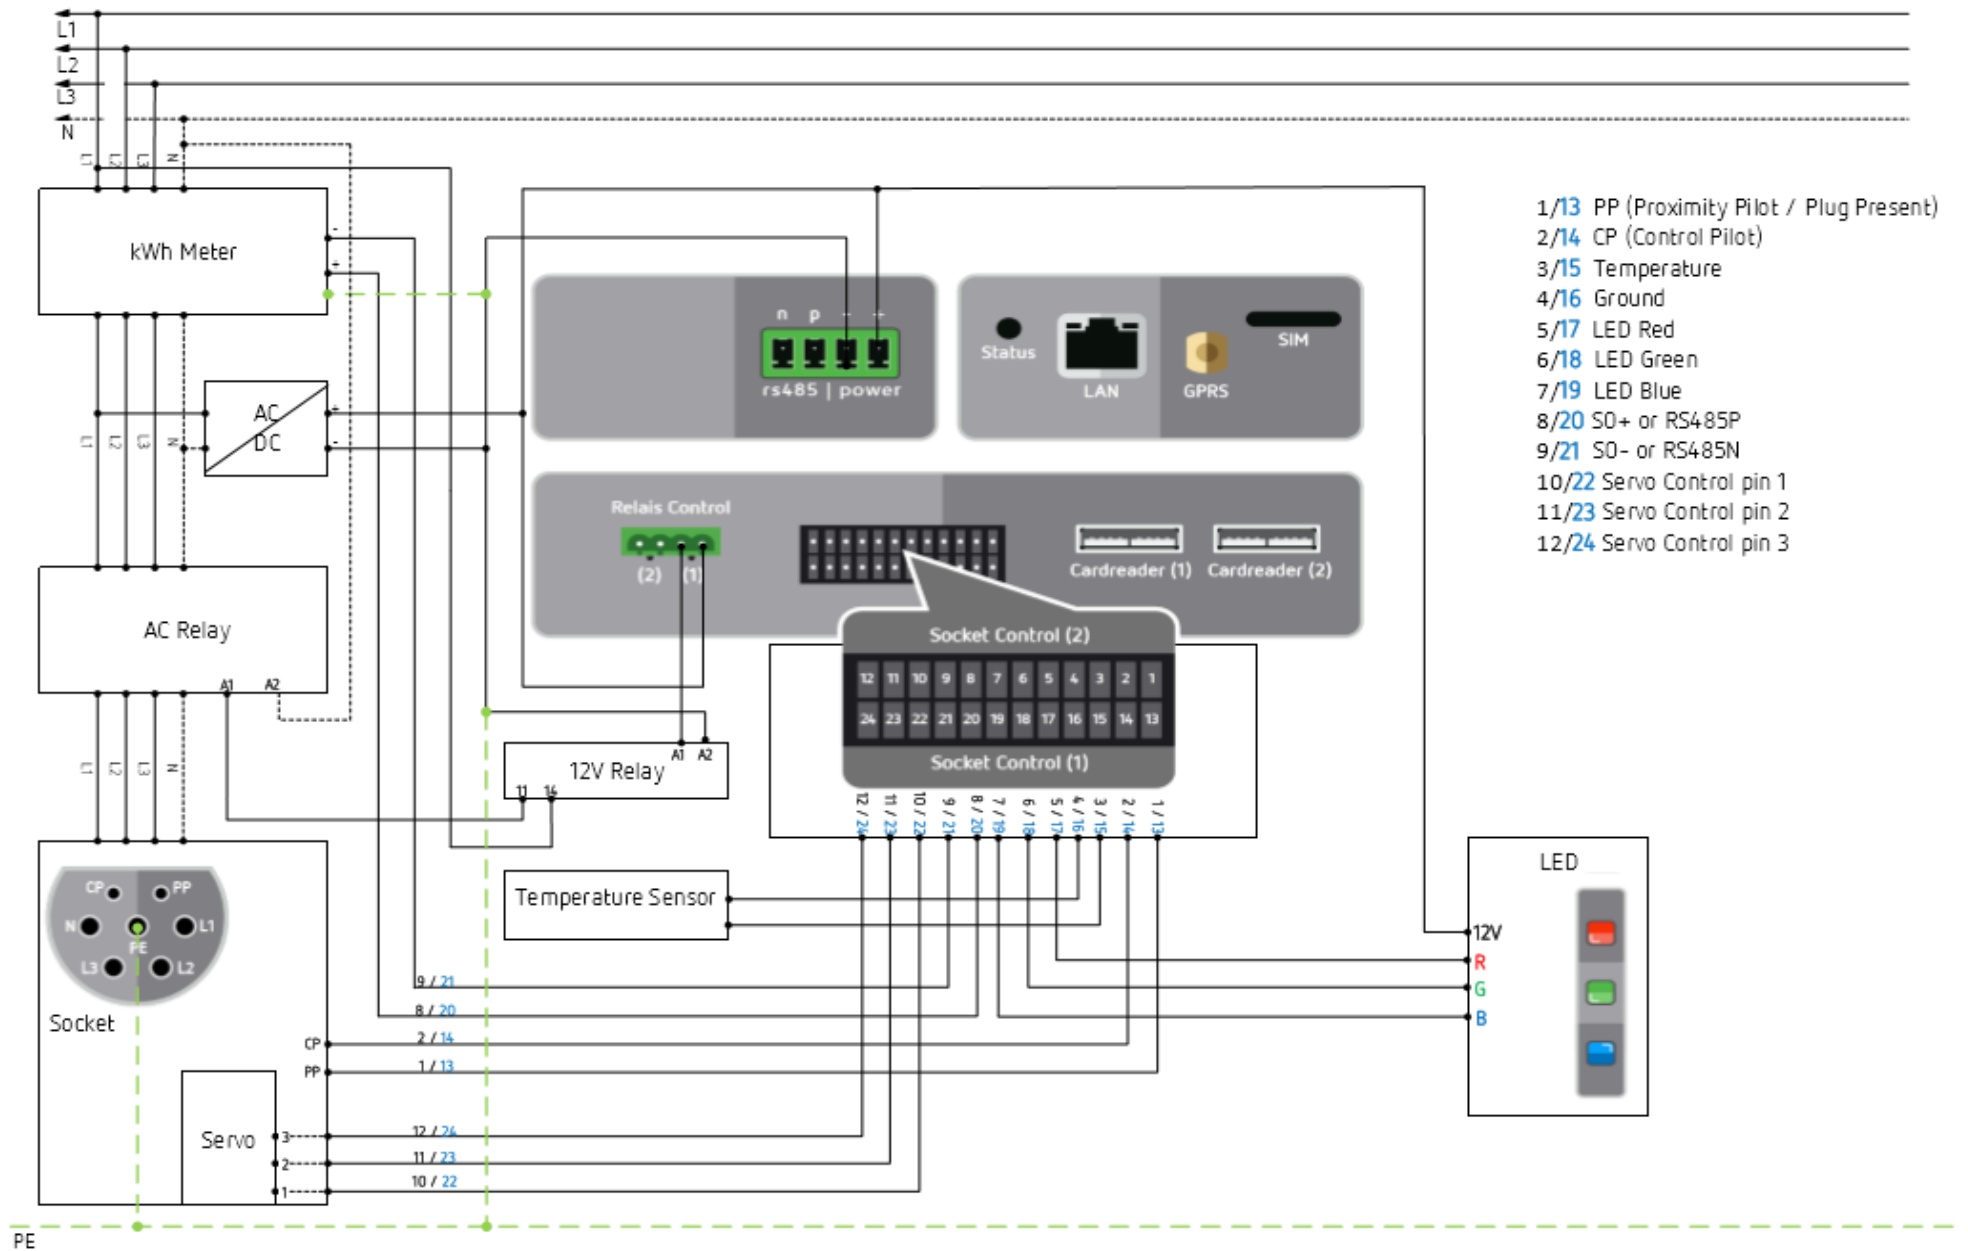 L1
L2
L3
N
L1 L2 L3 N
kWh Meter
-
+
AC
DC
+
-
L1 L2 L3 N
AC Relay
A1 A2
L1 L2 L3 N
CP PP
N L1
PE
L3 L2
Socket
CP
PP
Servo
3
2
1
PE
n p - +
rs485 | power
Status
LAN
GPRS
SIM
Relais Control
(2) (1)
Cardreader (1) Cardreader (2)
Socket Control (2)
12 11 10 9 8 7 6 5 4 3 2 1
24 23 22 21 20 19 18 17 16 15 14 13
Socket Control (1)
12 / 24 11 / 23 10 / 22 9 / 21 8 / 20 7 / 19 6 / 18 5 / 17 4 / 16 3 / 15 2 / 14 1 / 13
12V Relay
A1 A2
11 14
Temperature Sensor
9 / 21
8 / 20
2 / 14
1 / 13
12 / 24
11 / 23
10 / 22
LED
12V
R
G
B
1/13 PP (Proximity Pilot / Plug Present)
2/14 CP (Control Pilot)
3/15 Temperature
4/16 Ground
5/17 LED Red
6/18 LED Green
7/19 LED Blue
8/20 S0+ or RS485P
9/21 S0- or RS485N
10/22 Servo Control pin 1
11/23 Servo Control pin 2
12/24 Servo Control pin 3